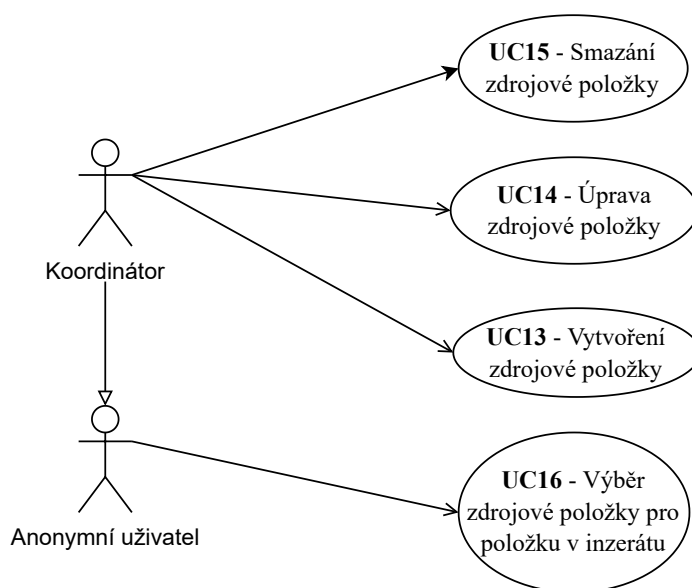 UC15 - Smazání
zdrojové položky
UC14 - Úprava
zdrojové položky
Koordinátor
UC13 - Vytvoření
zdrojové položky
UC16 - Výběr
zdrojové položky pro
položku v inzerátu
Anonymní uživatel